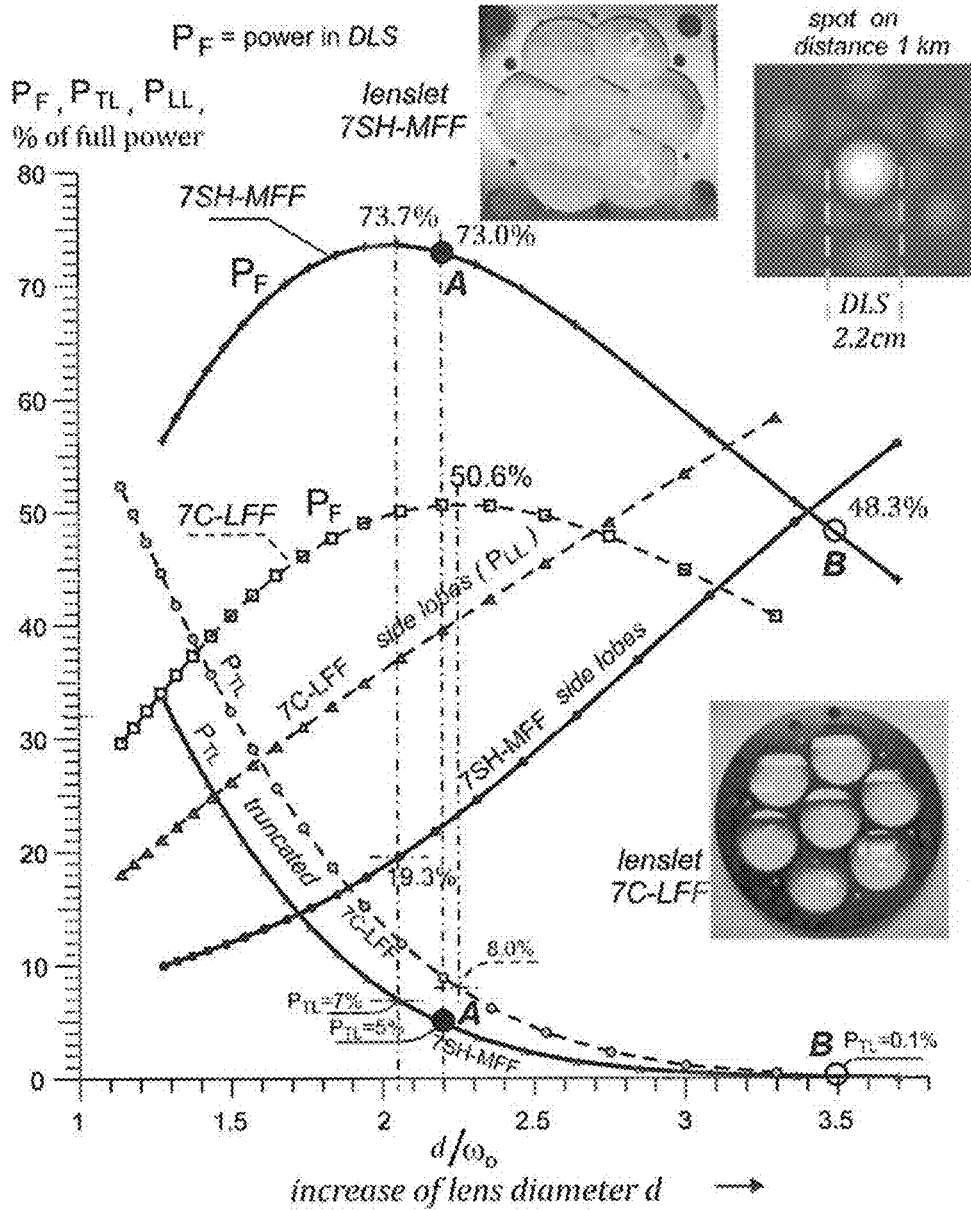 P_F = power in DLS
spot on
distance 1 km
P_F, P_TL, P_LL,
% of full power
lenslet
7SH-MFF
80
7SH-MFF
73.7%
73.0%
P_F
A
70
DLS
2.2cm
60
50.6%
50
7C-LFF
P_F
48.3%
B
side lobes (P_LL)
40
P_TL
7C-LFF
side lobes
30
P_TL
7SH-MFF
truncated
20
19.3%
lenslet
7C-LFF
7C-LFF
10
8.0%
P_TL=7%
A
P_TL=5%
7SH-MFF
B
P_TL=0.1%
0
1
1.5
2
2.5
3
3.5
d/ω₀
increase of lens diameter d